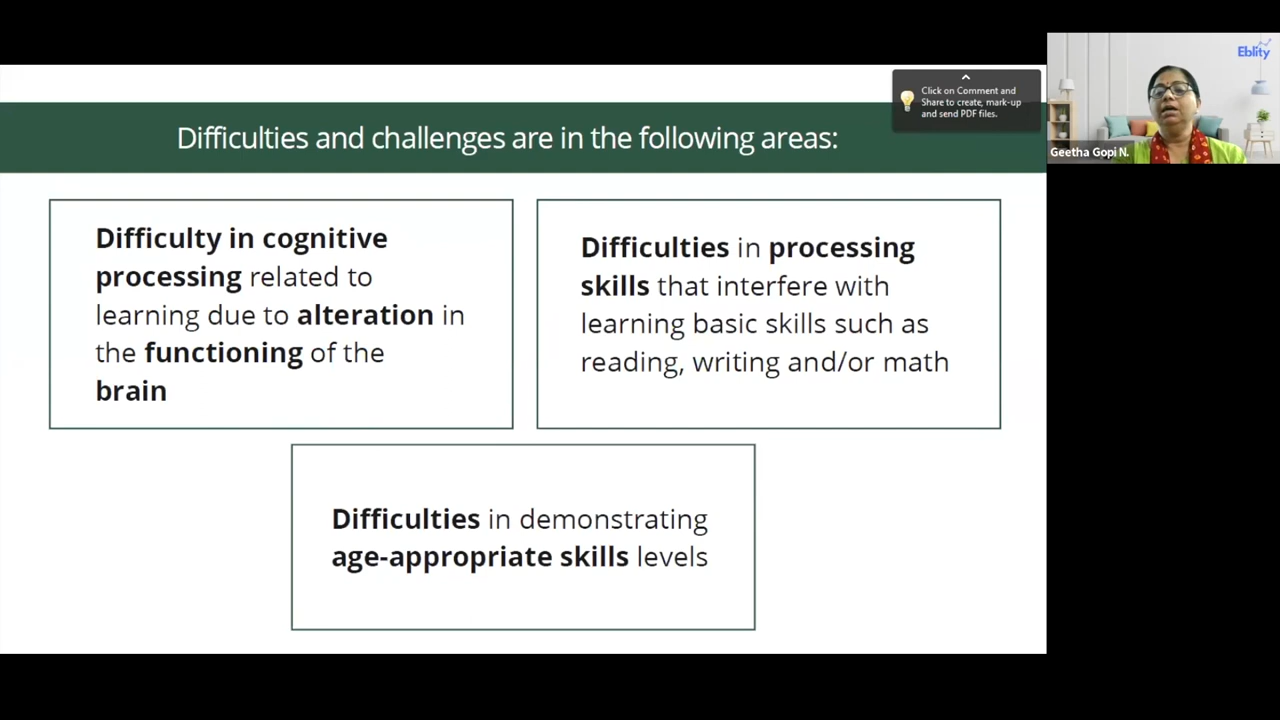 Difficulties and challenges are in the following areas:
Click on Comment and
Share to create, mark-up
and send PDF files.
Eblity
Geetha Gopi N.
Difficulty in cognitive
processing related to
learning due to alteration in
the functioning of the
brain
Difficulties in processing
skills that interfere with
learning basic skills such as
reading, writing and/or math
Difficulties in demonstrating
age-appropriate skills levels